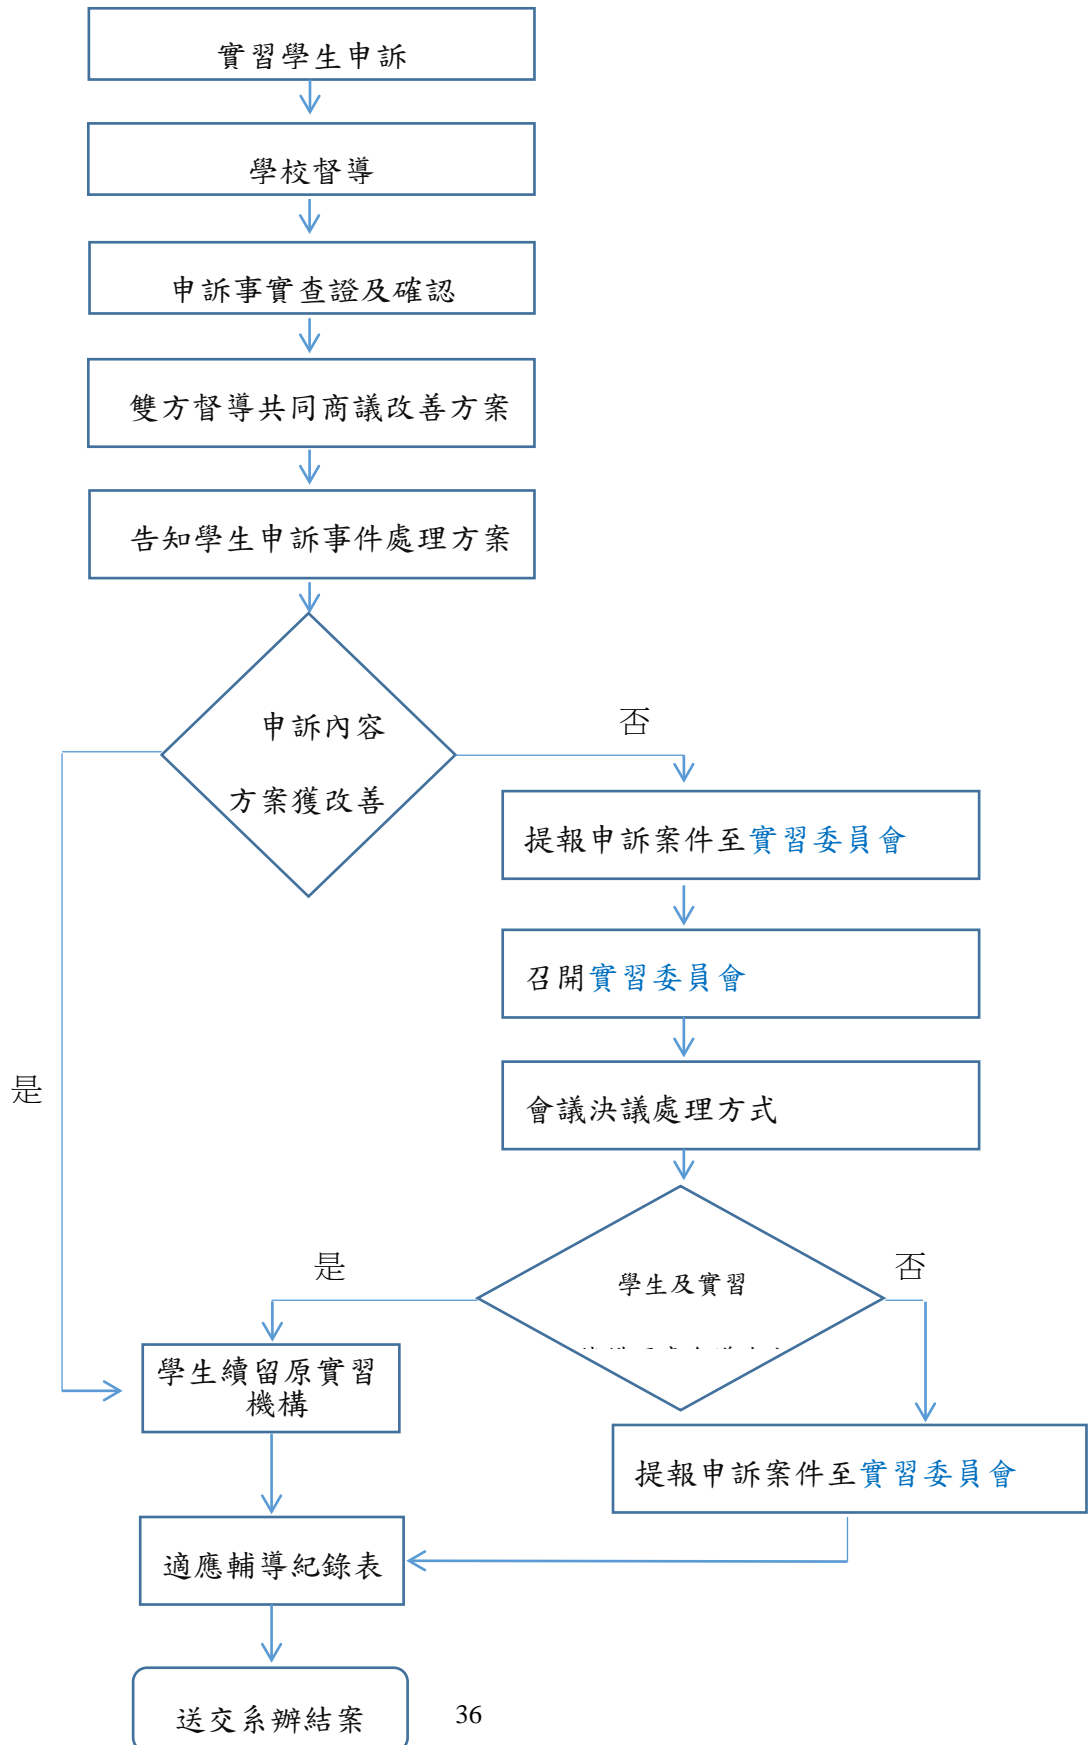 實習學生申訴
學校督導
申訴事實查證及確認
雙方督導共同商議改善方案
告知學生申訴事件處理方案
申訴內容
方案獲改善
否
提報申訴案件至實習委員會
召開實習委員會
會議決議處理方式
是
學生及實習
是
否
學生續留原實習
機構
提報申訴案件至實習委員會
適應輔導紀錄表
送交系辦結案
36